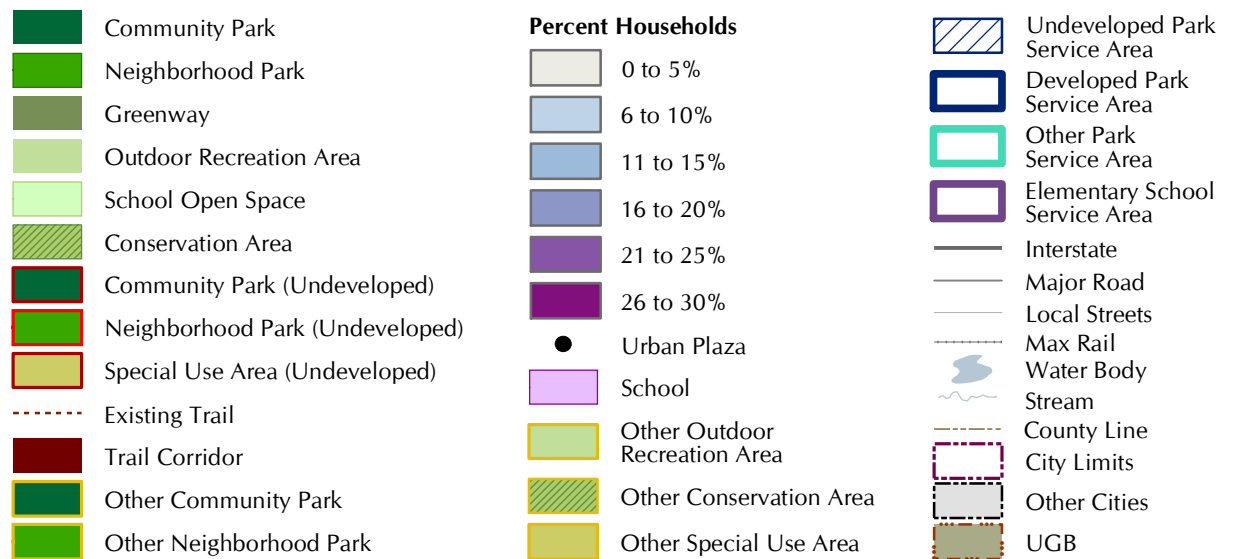 Community Park
Neighborhood Park
Greenway
Outdoor Recreation Area
School Open Space
Conservation Area
Community Park (Undeveloped)
Neighborhood Park (Undeveloped)
Special Use Area (Undeveloped)
Existing Trail
Trail Corridor
Other Community Park
Other Neighborhood Park
Percent Households
0 to 5%
6 to 10%
11 to 15%
16 to 20%
21 to 25%
26 to 30%
Urban Plaza
School
Other Outdoor
Recreation Area
Other Conservation Area
Other Special Use Area
Undeveloped Park
Service Area
Developed Park
Service Area
Other Park
Service Area
Elementary School
Service Area
Interstate
Major Road
Local Streets
Max Rail
Water Body
Stream
County Line
City Limits
Other Cities
UGB